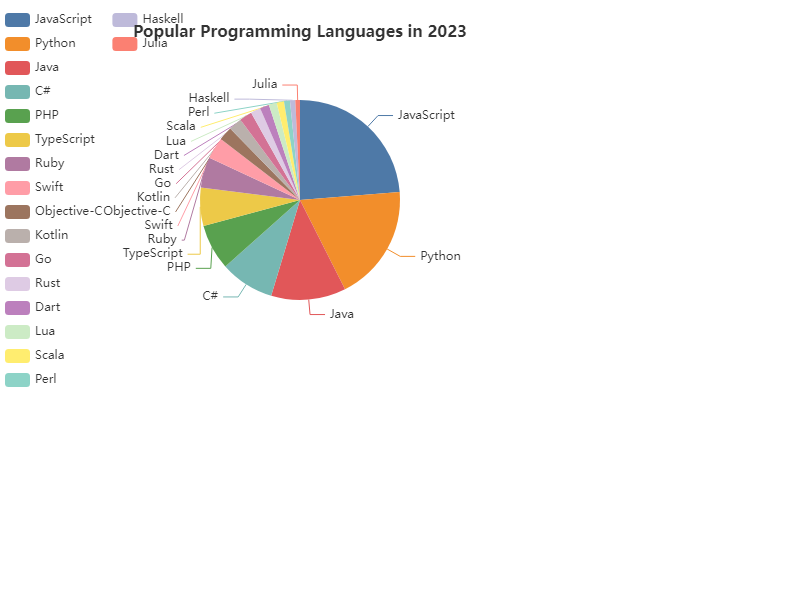 Popular Programming Languages in 2023
JavaScript
Python
Java
C#
PHP
TypeScript
Ruby
Swift
Objective-C
Kotlin
Go
Rust
Dart
Lua
Scala
Perl
Haskell
Julia
Julia
Haskell
Perl
Scala
Lua
Dart
Rust
Go
Kotlin
Objective-C
Swift
Ruby
TypeScript
PHP
C#
Java
Python
JavaScript